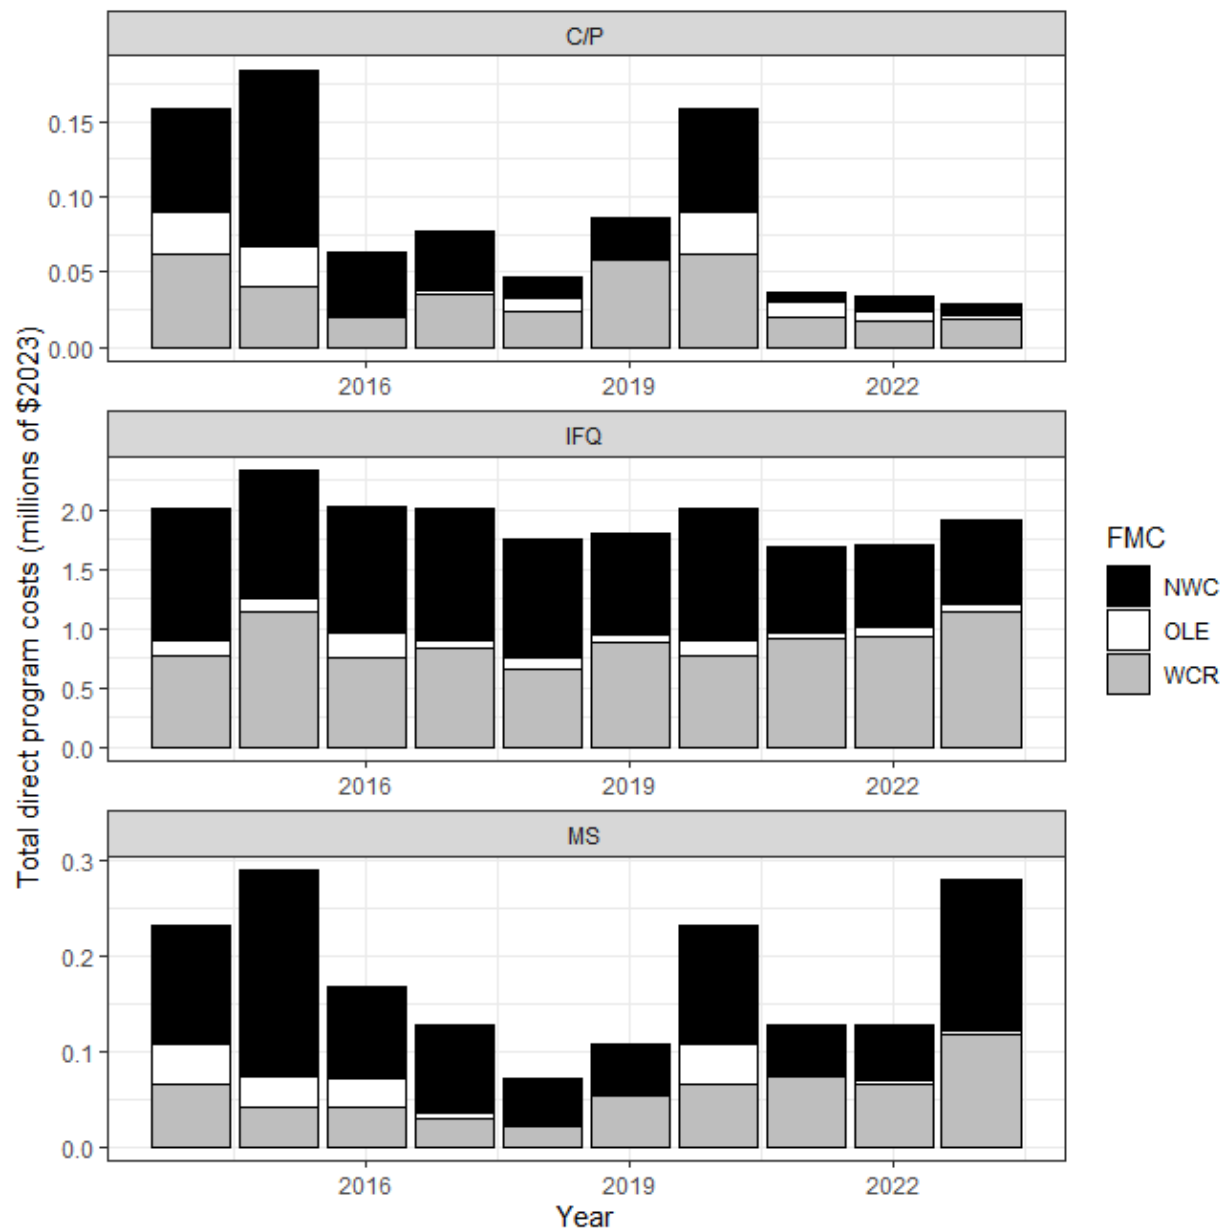 C/P
0.15
0.10
0.05
0.00
2016 2019 2022
IFQ
2.0
1.5
1.0
0.5
0.0
2016 2019 2022
MS
0.3
0.2
0.1
0.0
2016 2019 2022
Year
Total direct program costs (millions of $2023)
FMC
NWC
OLE
WCR